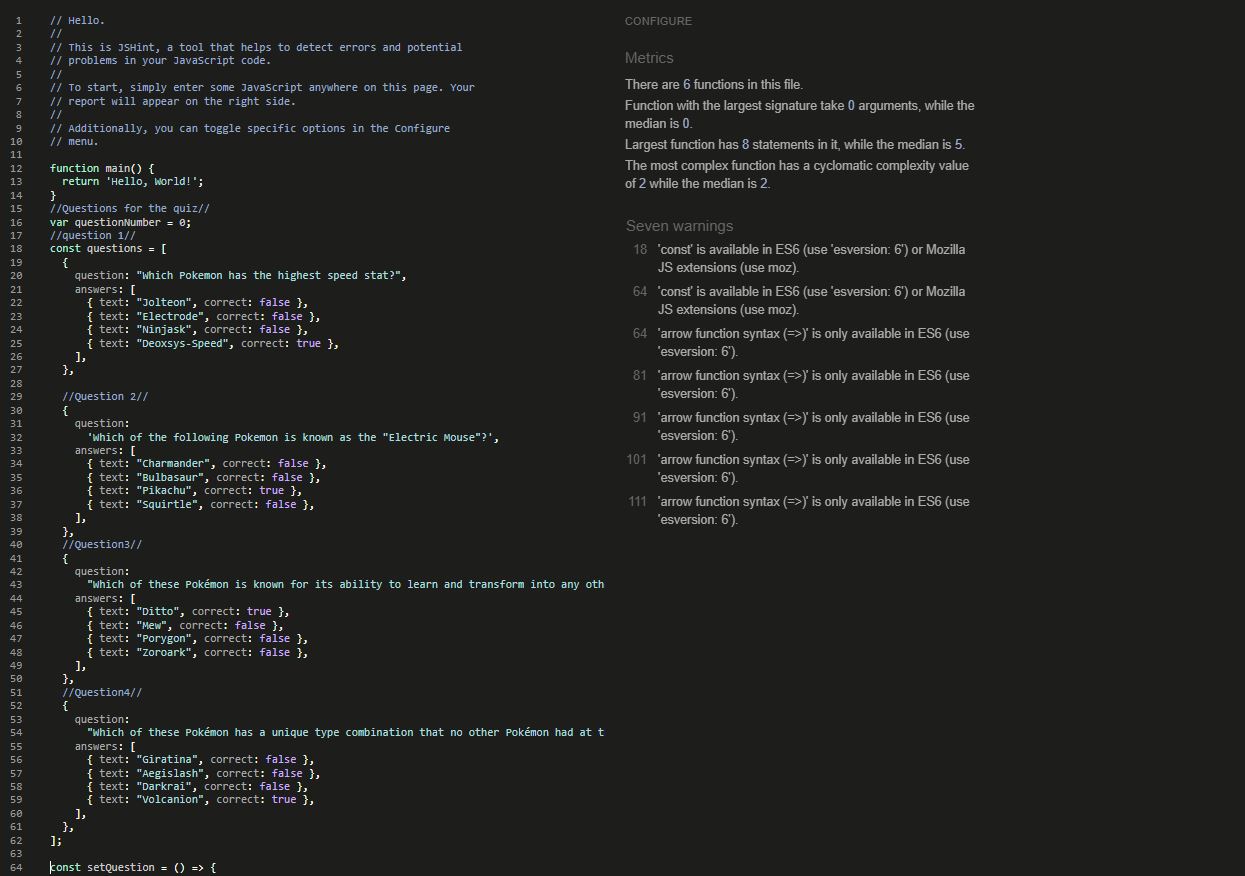 1 // Hello.
2 //
3 // This is JSHint, a tool that helps to detect errors and potential
4 // problems in your JavaScript code.
5 //
6 // To start, simply enter some JavaScript anywhere on this page. Your
7 // report will appear on the right side.
8 //
9 // Additionally, you can toggle specific options in the Configure
10 // menu.
11
12 function main() {
13   return 'Hello, World!';
14 }
15 //Questions for the quiz//
16 var questionNumber = 0;
17 //question 1//
18 const questions = [
19   {
20     question: "Which Pokemon has the highest speed stat?",
21     answers: [
22       { text: "Jolteon", correct: false },
23       { text: "Electrode", correct: false },
24       { text: "Ninjask", correct: false },
25       { text: "Deoxsys-Speed", correct: true },
26     ],
27   },
28
29   //Question 2//
30   {
31     question:
32       'Which of the following Pokemon is known as the "Electric Mouse"?',
33     answers: [
34       { text: "Charmander", correct: false },
35       { text: "Bulbasaur", correct: false },
36       { text: "Pikachu", correct: true },
37       { text: "Squirtle", correct: false },
38     ],
39   },
40   //Question3//
41   {
42     question:
43       "Which of these Pokémon is known for its ability to learn and transform into any oth
44     answers: [
45       { text: "Ditto", correct: true },
46       { text: "Mew", correct: false },
47       { text: "Porygon", correct: false },
48       { text: "Zoroark", correct: false },
49     ],
50   },
51   //Question4//
52   {
53     question:
54       "Which of these Pokémon has a unique type combination that no other Pokémon had at t
55     answers: [
56       { text: "Giratina", correct: false },
57       { text: "Aegislash", correct: false },
58       { text: "Darkrai", correct: false },
59       { text: "Volcanion", correct: true },
60     ],
61   },
62 ];
63
64 const setQuestion = () => {
CONFIGURE
Metrics
There are 6 functions in this file.
Function with the largest signature take 0 arguments, while the
median is 0.
Largest function has 8 statements in it, while the median is 5.
The most complex function has a cyclomatic complexity value
of 2 while the median is 2.
Seven warnings
18 'const' is available in ES6 (use 'esversion: 6') or Mozilla
JS extensions (use moz).
64 'const' is available in ES6 (use 'esversion: 6') or Mozilla
JS extensions (use moz).
64 'arrow function syntax (=>)' is only available in ES6 (use
'esversion: 6').
81 'arrow function syntax (=>)' is only available in ES6 (use
'esversion: 6').
91 'arrow function syntax (=>)' is only available in ES6 (use
'esversion: 6').
101 'arrow function syntax (=>)' is only available in ES6 (use
'esversion: 6').
111 'arrow function syntax (=>)' is only available in ES6 (use
'esversion: 6').